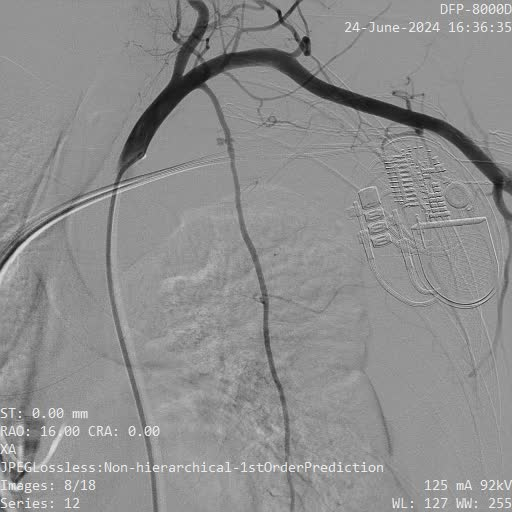 DFP-8000D
24-June-2024 16:36:35
ST: 0.00 mm
RAO: 16.00 CRA: 0.00
XA
JPEGLossless:Non-hierarchical-1stOrderPrediction
Images: 8/18
Series: 12
125 mA 92kV
WL: 127 WW: 255